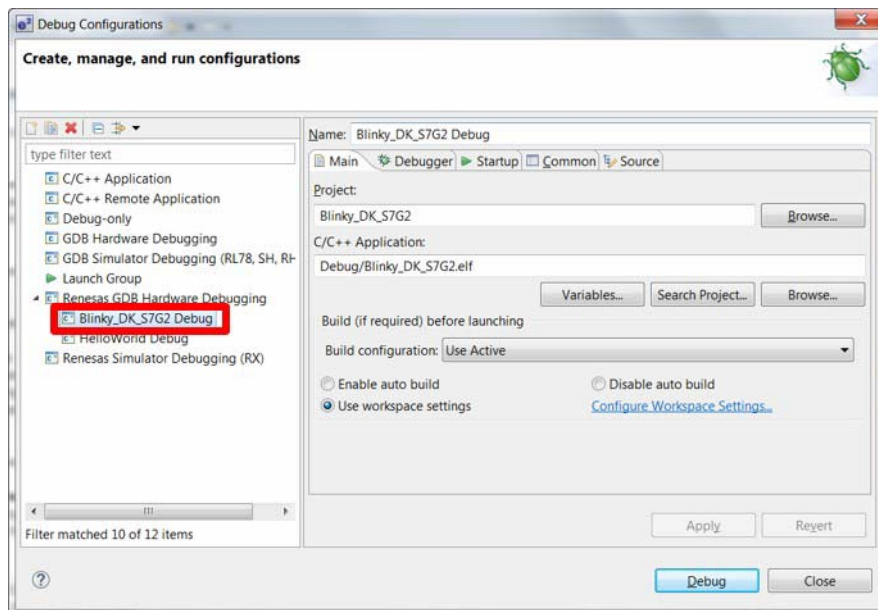 Debug Configurations
Create, manage, and run configurations
type filter text
C/C++ Application
C/C++ Remote Application
Debug-only
GDB Hardware Debugging
GDB Simulator Debugging (RL78, SH, RH
Launch Group
Renesas GDB Hardware Debugging
Blinky_DK_S7G2 Debug
HelloWorld Debug
Renesas Simulator Debugging (RX)
Filter matched 10 of 12 items
Name: Blinky_DK_S7G2 Debug
Main Debugger Startup Common Source
Project:
Blinky_DK_S7G2 Browse...
C/C++ Application:
Debug/Blinky_DK_S7G2.elf
Variables... Search Project... Browse...
Build (if required) before launching
Build configuration: Use Active
Enable auto build Disable auto build
Use workspace settings Configure Workspace Settings...
Apply Revert
Debug Close